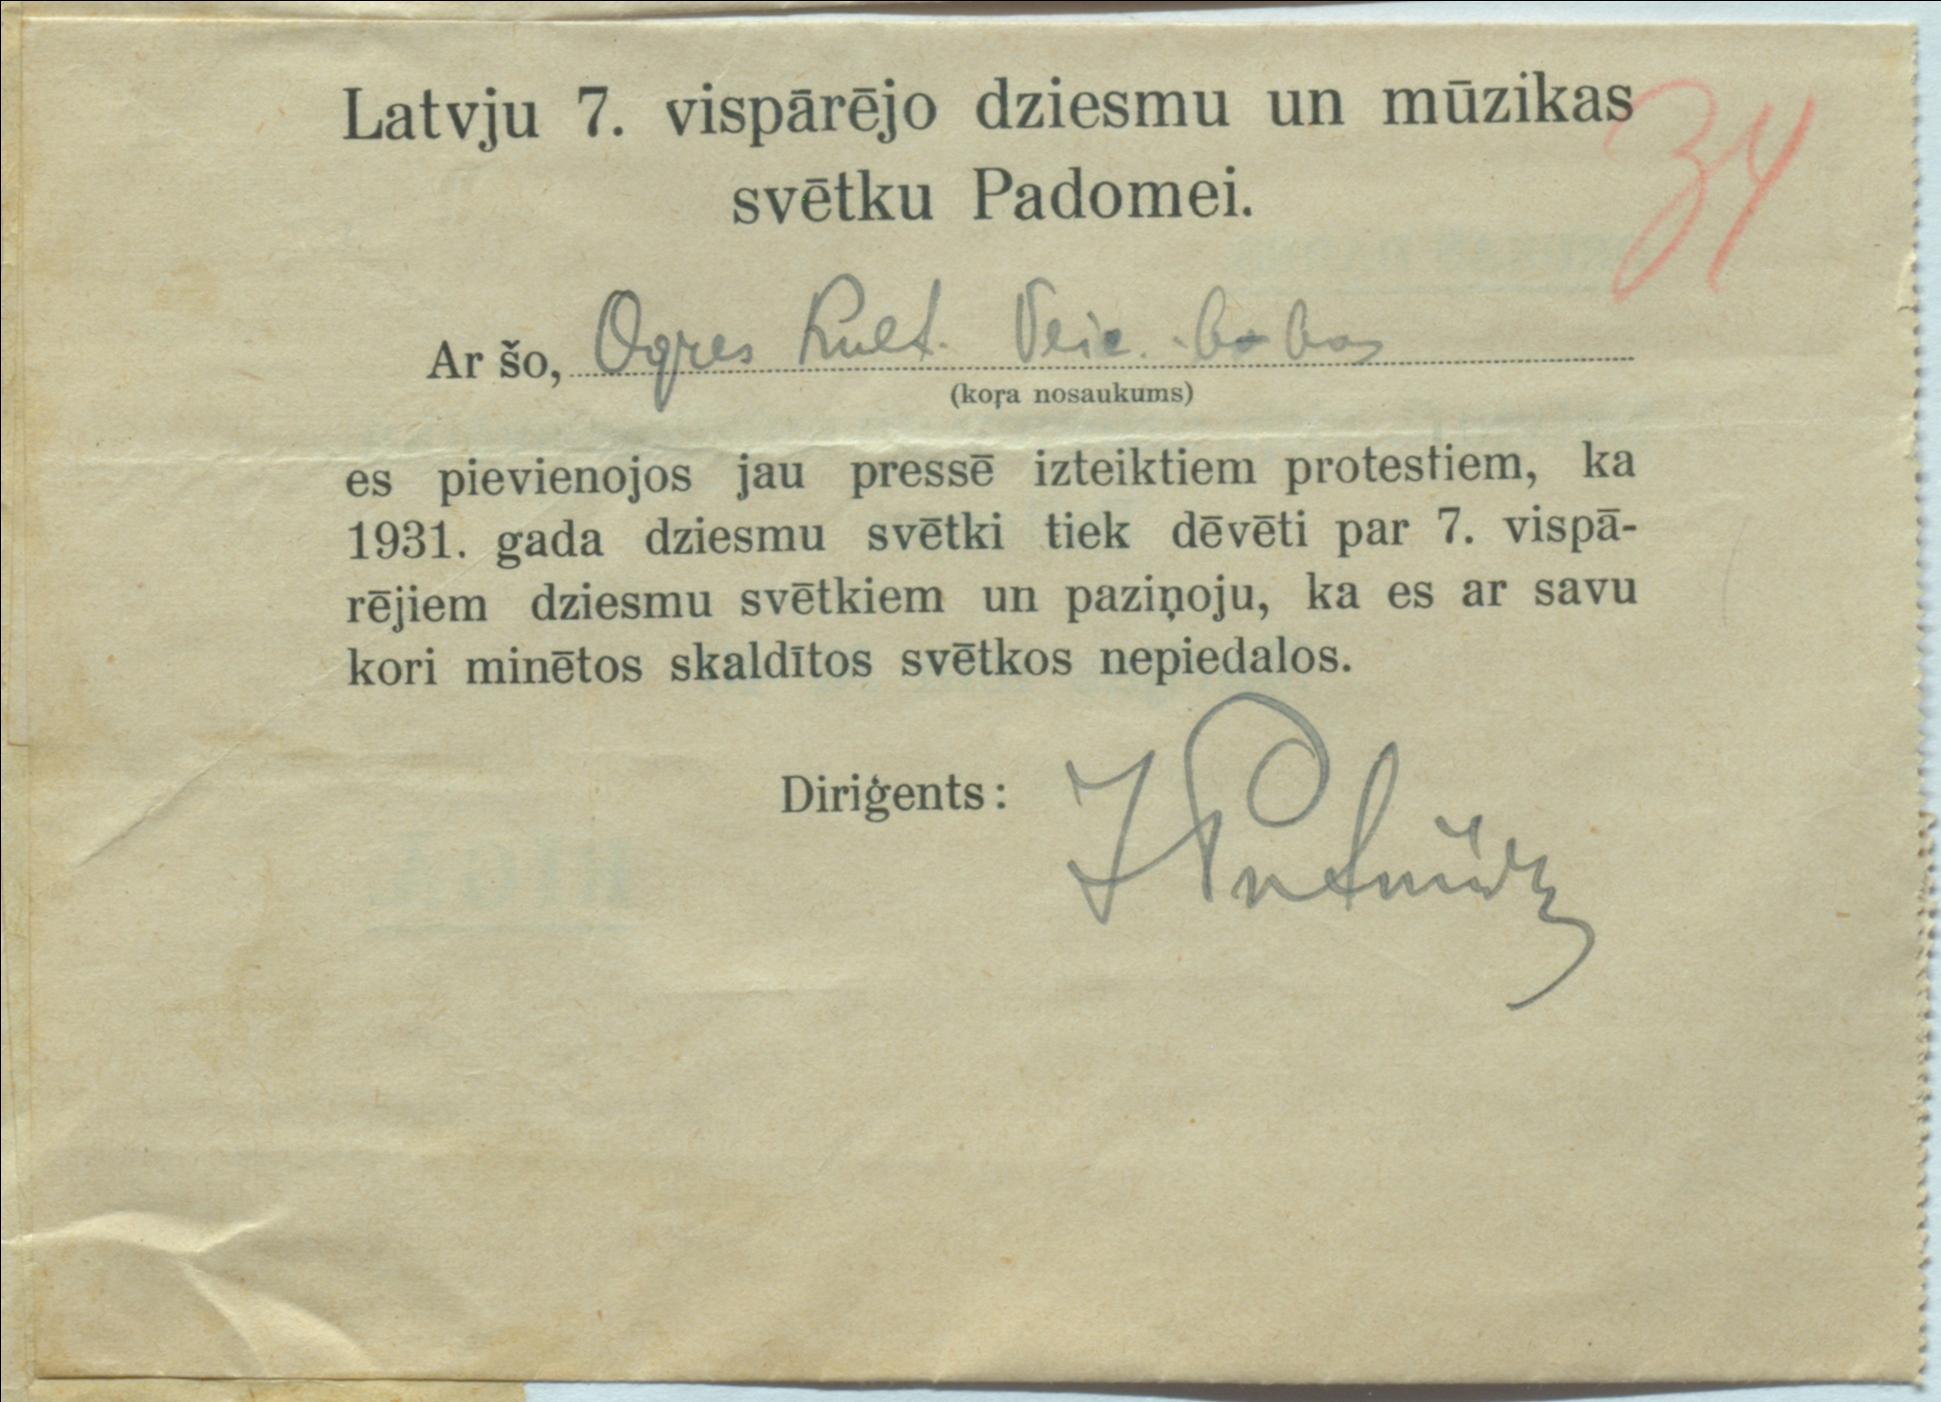 Latvju 7. vispārējo dziesmu un mūzikas
34
svētku Padomei.
Ar šo, Ogres Kult. Veic. b-bas
(koŗa nosaukums)
es pievienojos jau pressē izteiktiem protestiem, ka
1931. gada dziesmu svētki tiek dēvēti par 7. vispā-
rējiem dziesmu svētkiem un paziņoju, ka es ar savu
kori minētos skaldītos svētkos nepiedalos.
Diriģents: